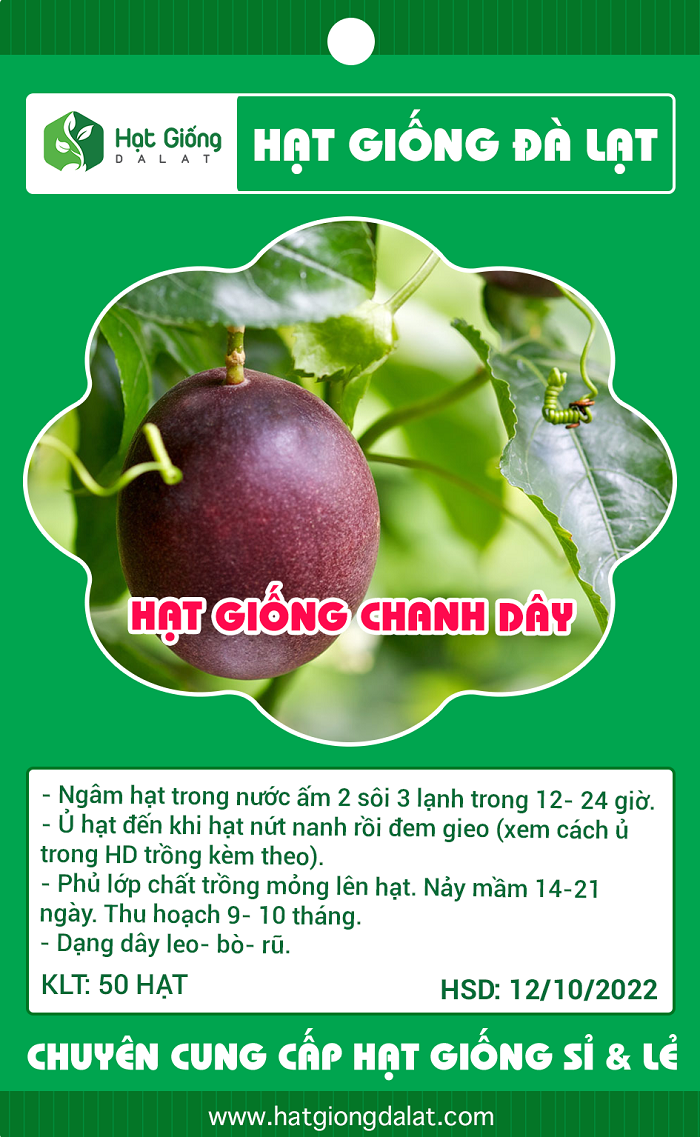 Hạt Giống
DALAT
HẠT GIỐNG ĐÀ LẠT
HẠT GIỐNG CHANH DÂY
- Ngâm hạt trong nước ấm 2 sôi 3 lạnh trong 12- 24 giờ.
- Ủ hạt đến khi hạt nứt nanh rồi đem gieo (xem cách ủ
trong HD trồng kèm theo).
- Phủ lớp chất trồng mỏng lên hạt. Nảy mầm 14-21
ngày. Thu hoạch 9- 10 tháng.
- Dạng dây leo- bò- rũ.
KLT: 50 HẠT
HSD: 12/10/2022
CHUYÊN CUNG CẤP HẠT GIỐNG SỈ & LẺ
www.hatgiongdalat.com